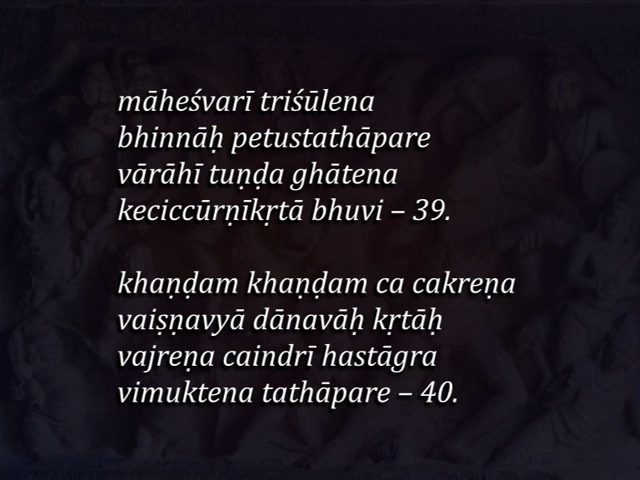 māheśvarī triśūlena
bhinnāḥ petustathāpare
vārāhī tuṇḍa ghātena
keciccūrṇīkṛtā bhuvi – 39.
khaṇḍam khaṇḍam ca cakreṇa
vaiṣṇavyā dānavāḥ kṛtāḥ
vajreṇa caindrī hastāgra
vimuktena tathāpare – 40.